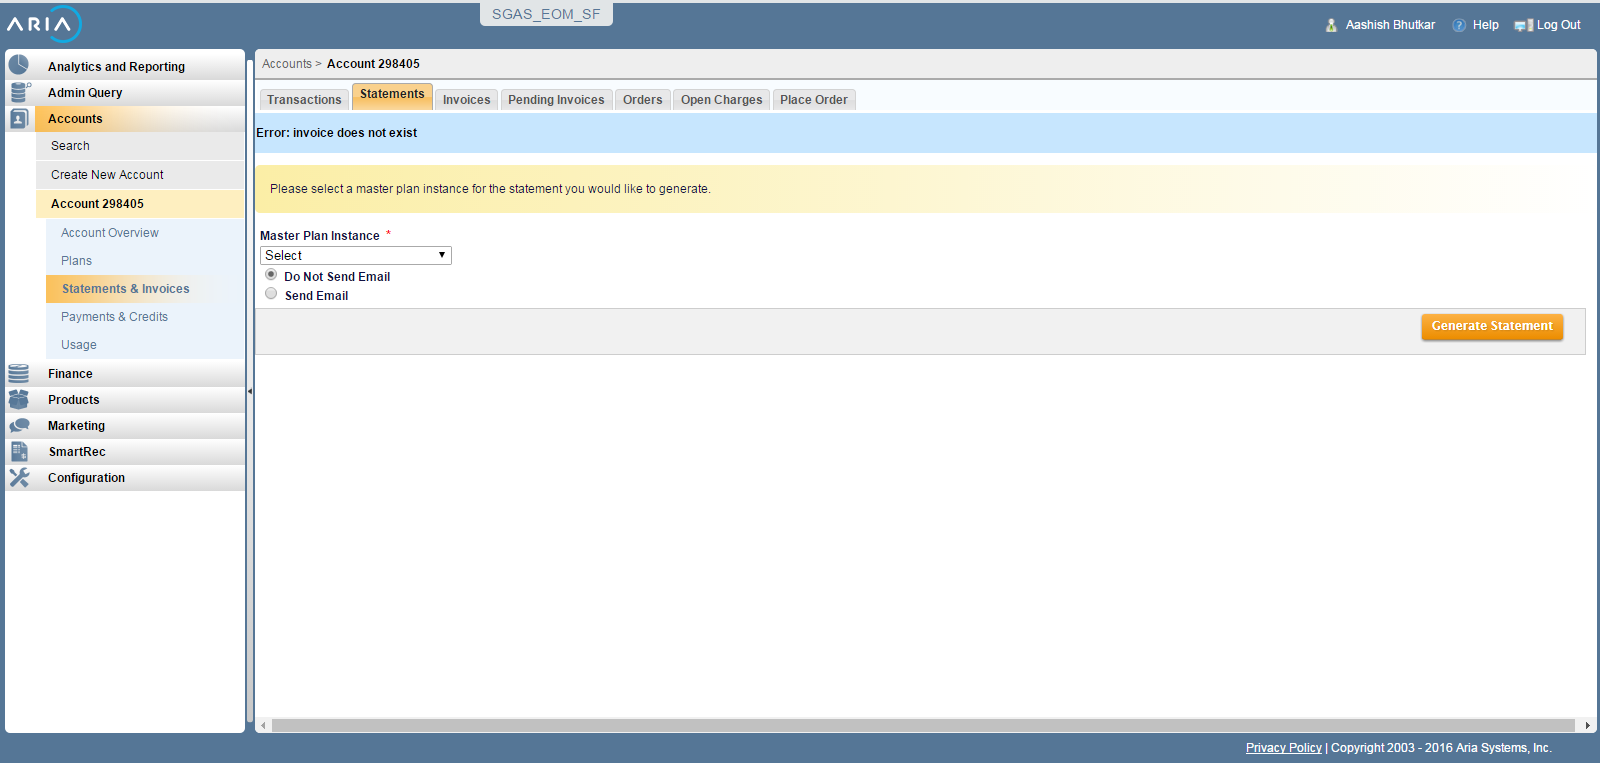 SGAS_EOM_SF
ARIA
Aashish Bhutkar
Help
Log Out
Analytics and Reporting
Admin Query
Accounts
Search
Create New Account
Account 298405
Account Overview
Plans
Statements & Invoices
Payments & Credits
Usage
Finance
Products
Marketing
SmartRec
Configuration
Accounts > Account 298405
Transactions
Statements
Invoices
Pending Invoices
Orders
Open Charges
Place Order
Error: invoice does not exist
Please select a master plan instance for the statement you would like to generate.
Master Plan Instance *
Select
Do Not Send Email
Send Email
Generate Statement
Privacy Policy | Copyright 2003 - 2016 Aria Systems, Inc.